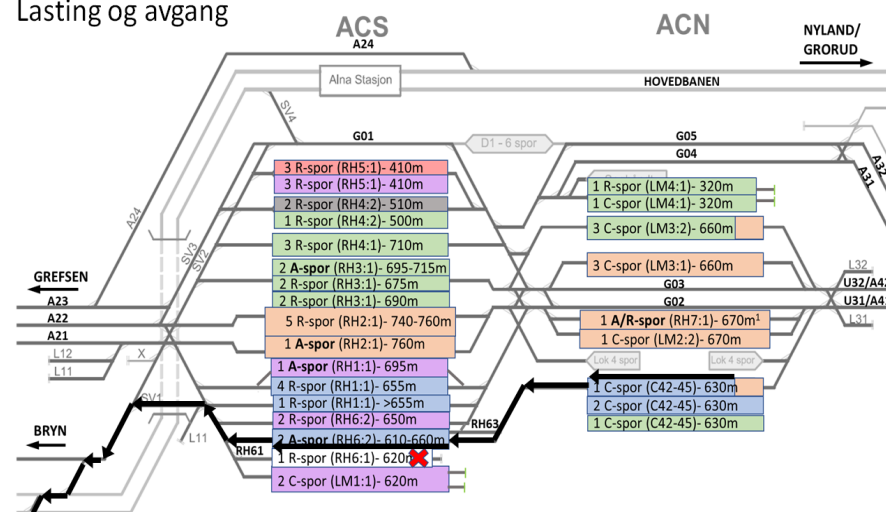 Lasting og avgang
ACS
ACN
A24
NYLAND/
GRORUD
Alna Stasjon
HOVEDBANEN
SV4
G01
D1 - 6 spor
G05
G04
A32
A31
3 R-spor (RH5:1)- 410m
3 R-spor (RH5:1)- 410m
2 R-spor (RH4:2)- 510m
1 R-spor (RH4:2)- 500m
3 R-spor (RH4:1)- 710m
2 A-spor (RH3:1)- 695-715m
2 R-spor (RH3:1)- 675m
2 R-spor (RH3:1)- 690m
5 R-spor (RH2:1)- 740-760m
1 A-spor (RH2:1)- 760m
1 A-spor (RH1:1)- 695m
4 R-spor (RH1:1)- 655m
1 R-spor (RH1:1)- >655m
2 R-spor (RH6:2)- 650m
2 A-spor (RH6:2)- 610-660m
1 R-spor (RH6:1)- 620m
2 C-spor (LM1:1)- 620m
1 R-spor (LM4:1)- 320m
1 C-spor (LM4:1)- 320m
3 C-spor (LM3:2)- 660m
3 C-spor (LM3:1)- 660m
G03
G02
1 A/R-spor (RH7:1)- 670m¹
1 C-spor (LM2:2)- 670m
Lok 4 spor
Lok 4 spor
1 C-spor (C42-45)- 630m
2 C-spor (C42-45)- 630m
1 C-spor (C42-45)- 630m
L32
U32/A42
U31/A41
L31
A24
SV3
SV2
GREFSEN
A23
A22
A21
L12
X
L11
SV1
L11
BRYN
RH61
RH63